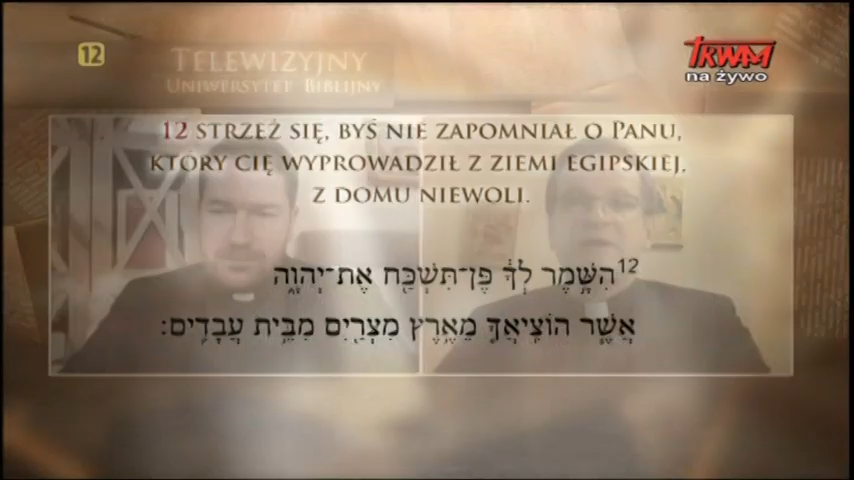 12
TRWAM
na żywo
TELEWIZYJNY
UNIWERSYTET BIBLIJNY
12 STRZEŻ SIĘ, BYŚ NIE ZAPOMNIAŁ O PANU,
KTÓRY CIĘ WYPROWADZIŁ Z ZIEMI EGIPSKIEJ,
Z DOMU NIEWOLI.
12 הִשָּׁ֣מֶר לְךָ֔ פֶּן־תִּשְׁכַּ֖ח אֶת־יְהוָ֑ה
אֲשֶׁ֧ר הוֹצִֽיאֲךָ֛ מֵאֶ֥רֶץ מִצְרַ֖יִם מִבֵּ֥ית עֲבָדִֽים׃